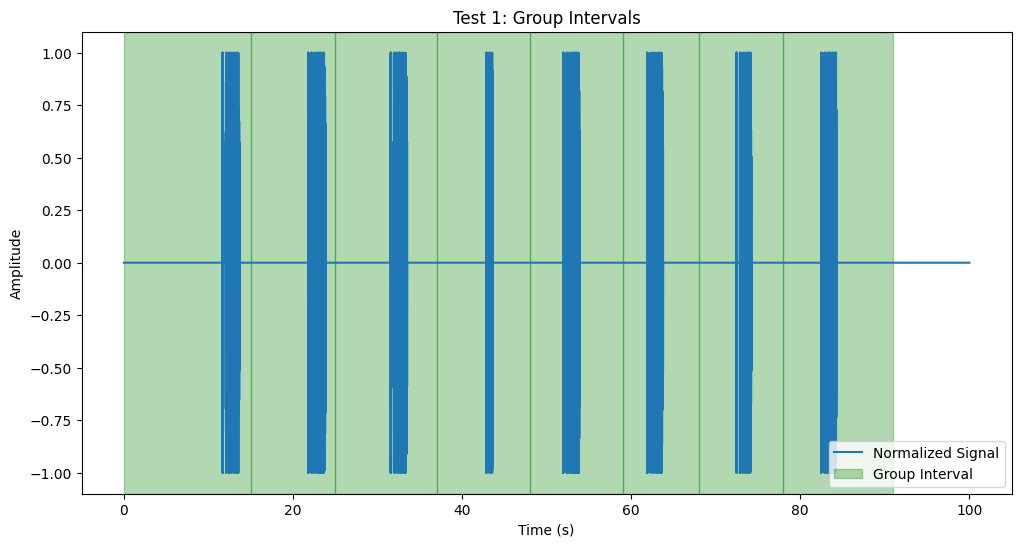 Test 1: Group Intervals
1.00
0.75
0.50
0.25
0.00
−0.25
−0.50
−0.75
−1.00
Amplitude
0 20 40 60 80 100
Time (s)
Normalized Signal
Group Interval